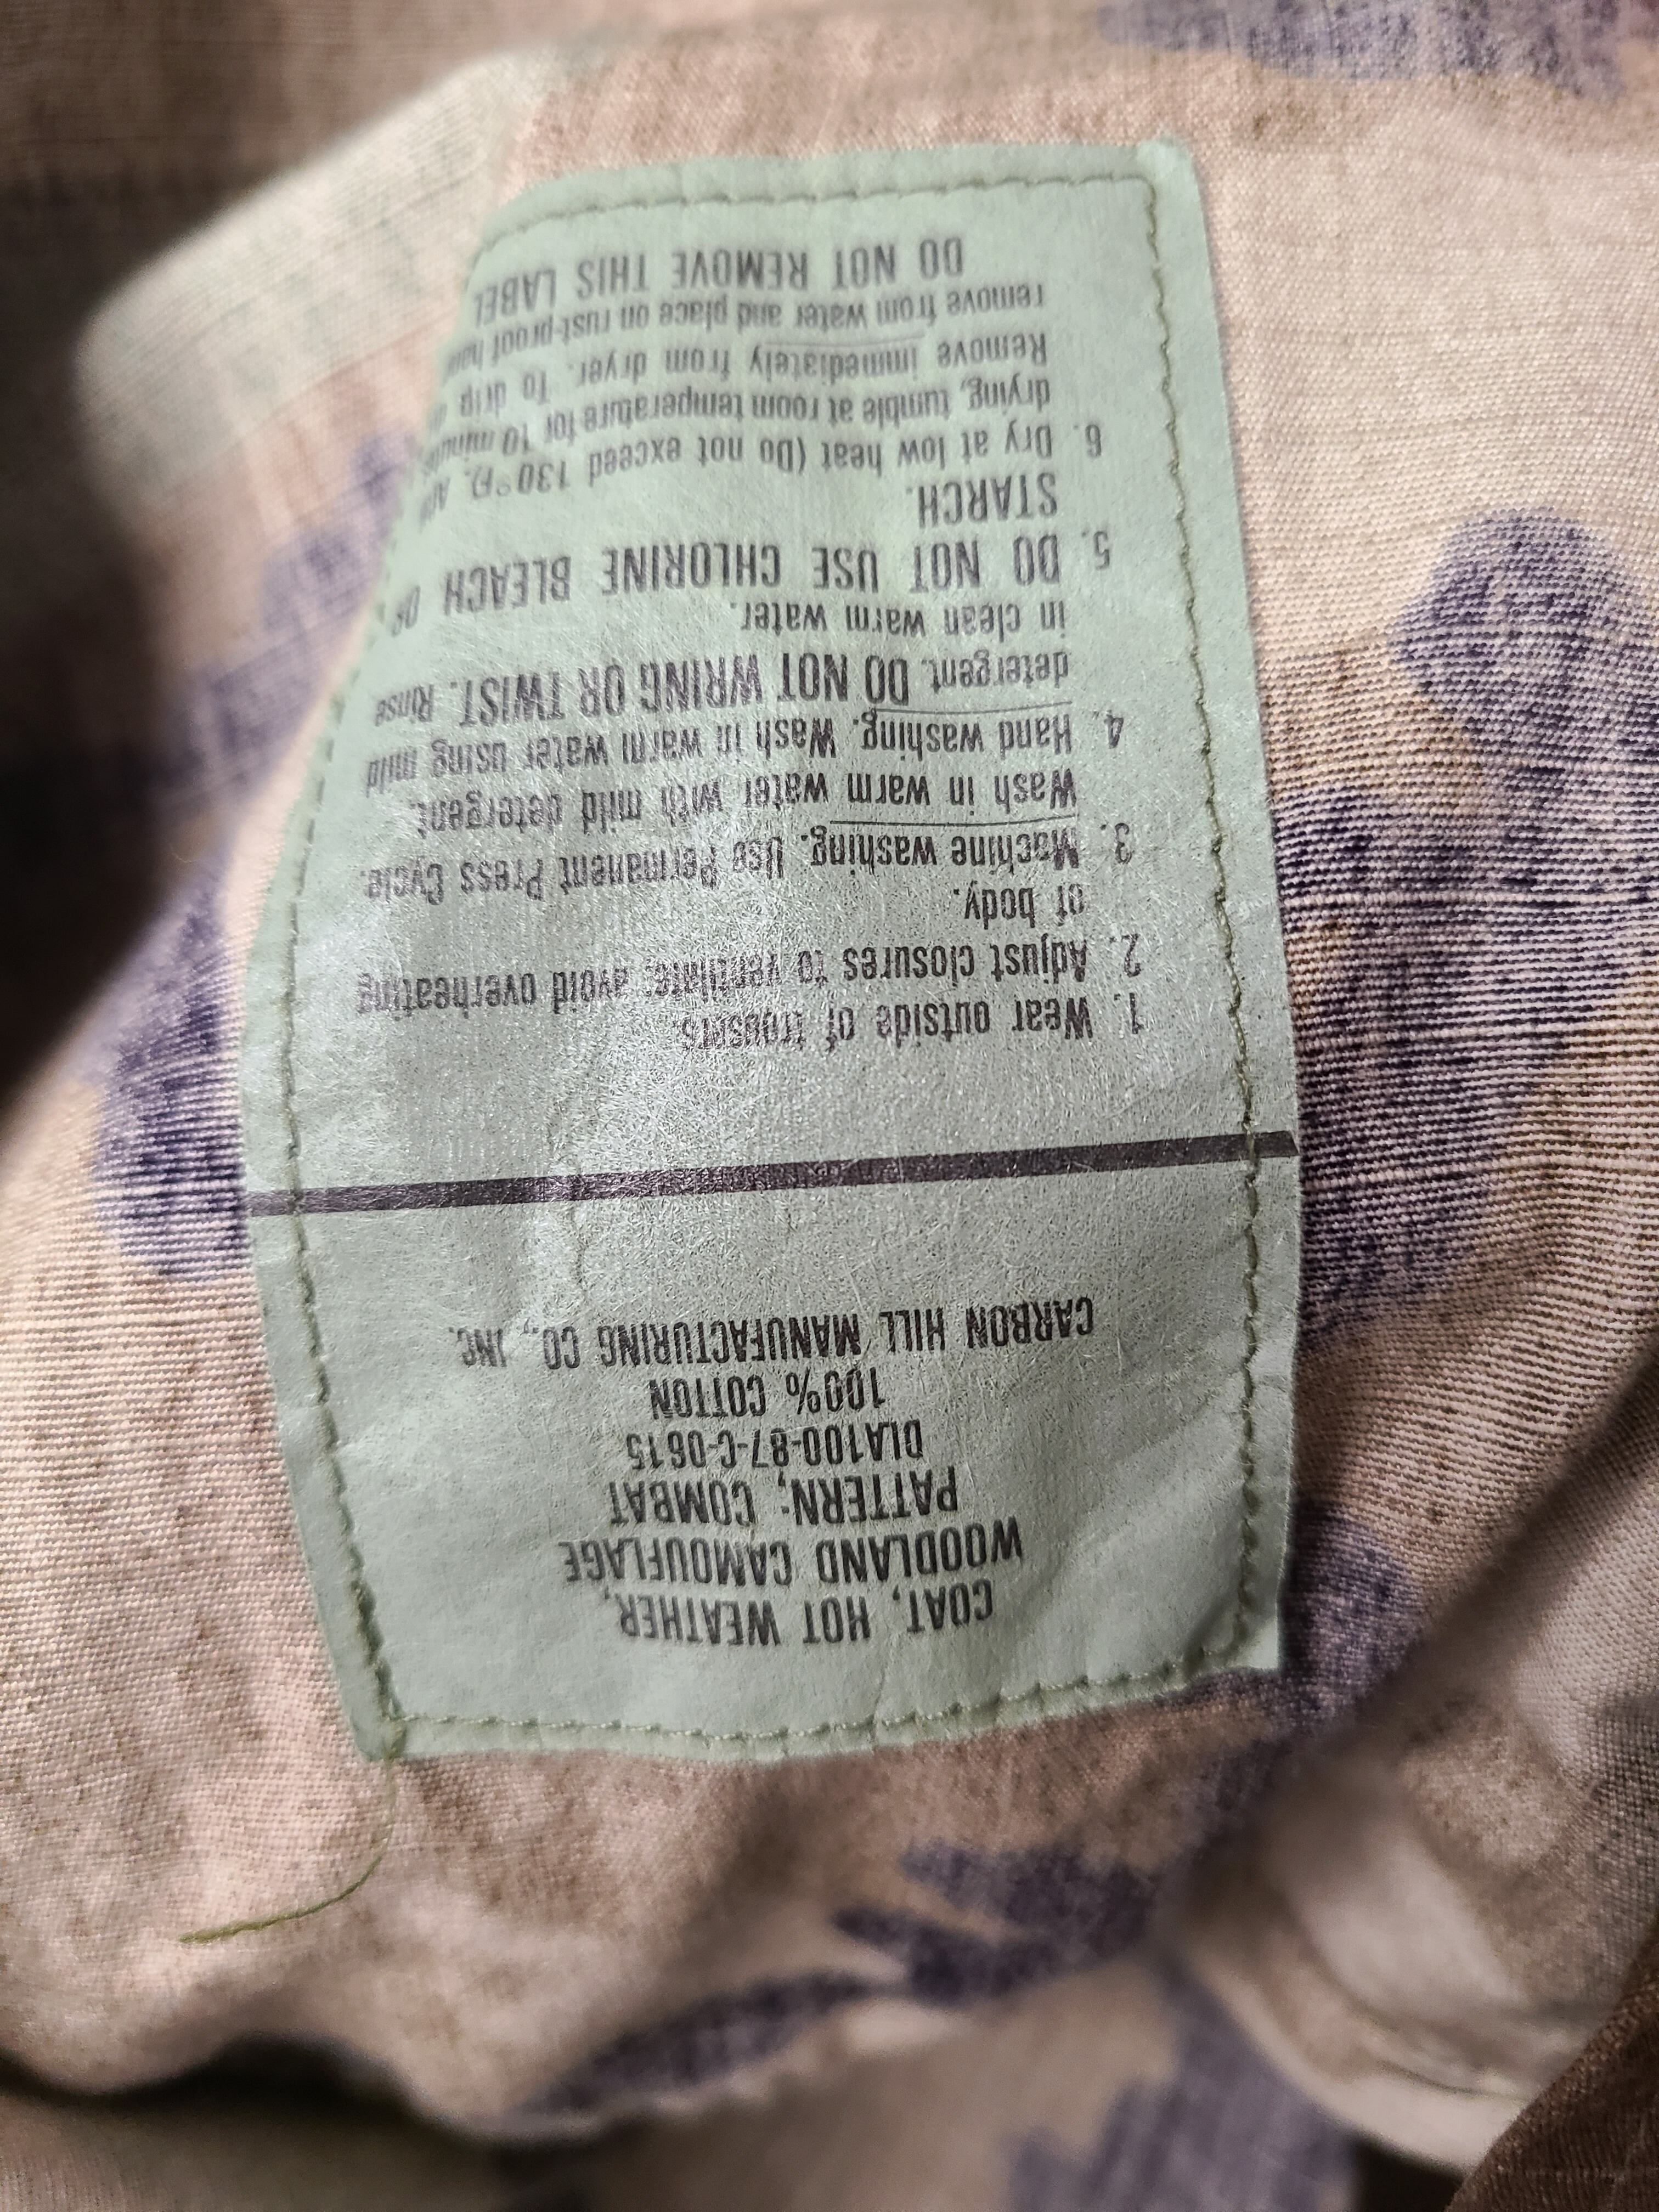 COAT, HOT WEATHER,
WOODLAND CAMOUFLAGE
PATTERN: COMBAT
DLA100-87-C-0615
100% COTTON
CARBON HILL MANUFACTURING CO., INC.
1. Wear outside of trousers.
2. Adjust closures to ventilate; avoid overheating
of body.
3. Machine washing. Use Permanent Press Cycle.
Wash in warm water with mild detergent.
4. Hand washing. Wash in warm water using mild
detergent. DO NOT WRING OR TWIST. Rinse
in clean warm water.
5. DO NOT USE CHLORINE BLEACH OR
STARCH.
6. Dry at low heat (Do not exceed 130°F).
drying, tumble at room temperature for 10
Remove immediately from dryer. To drip
remove from water and place on rust-proof
DO NOT REMOVE THIS LABEL